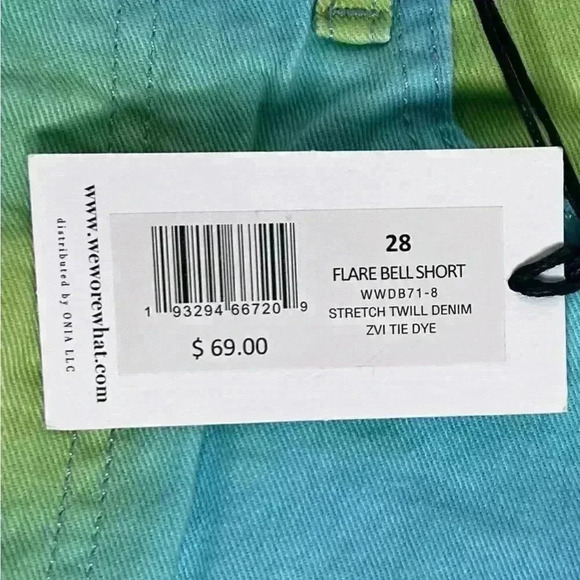 www.weworewhat.com
distributed by ONIA LLC
1 93294 66720 9
$ 69.00
28
FLARE BELL SHORT
WWDB71-8
STRETCH TWILL DENIM
ZVI TIE DYE